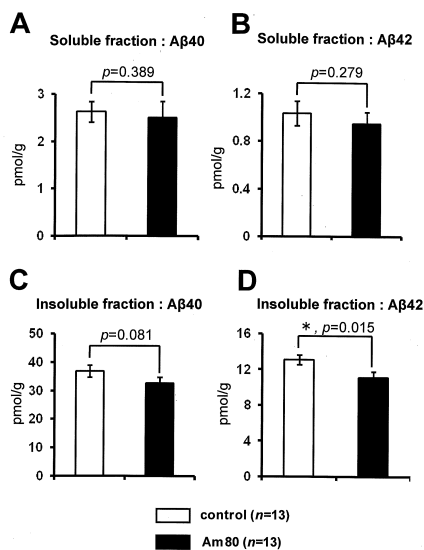 A
Soluble fraction : Aβ40
p=0.389
pmol/g
3
2
1
0
B
Soluble fraction : Aβ42
p=0.279
pmol/g
1.2
0.8
0.4
0
C
Insoluble fraction : Aβ40
p=0.081
pmol/g
50
40
30
20
10
0
D
Insoluble fraction : Aβ42
*, p=0.015
pmol/g
16
12
8
4
0
control (n=13)
Am80 (n=13)